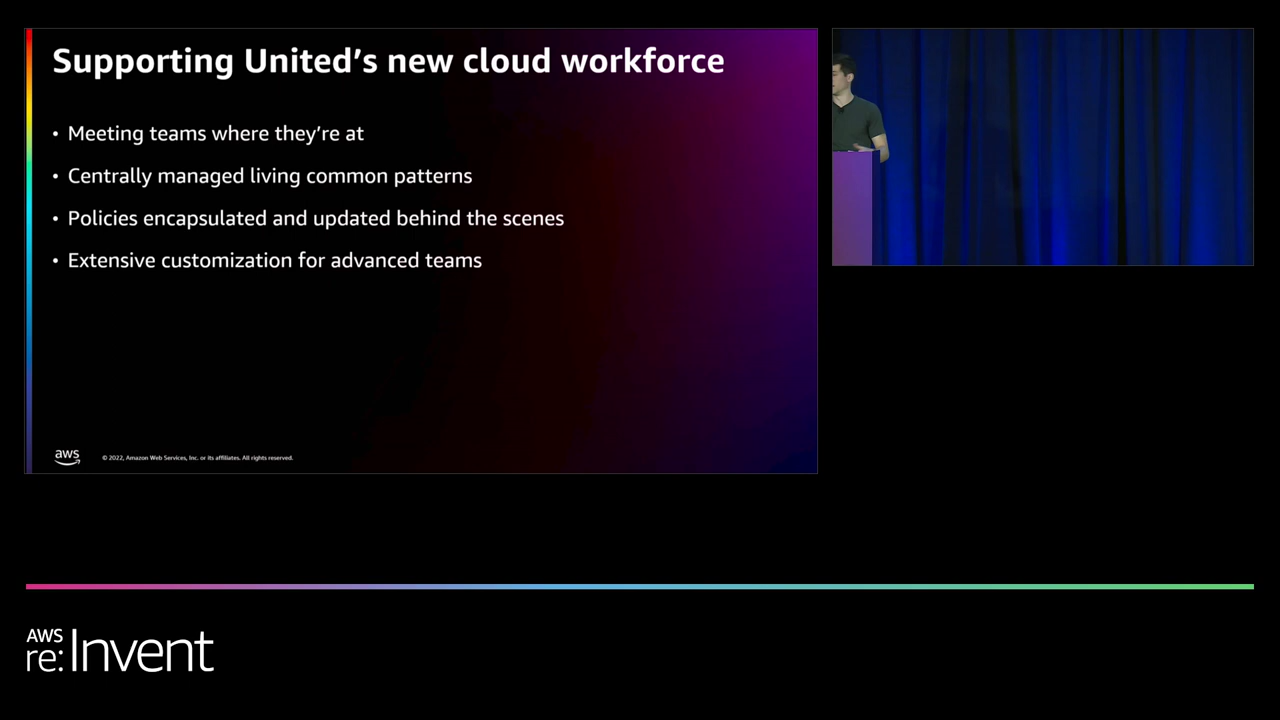 Supporting United’s new cloud workforce
• Meeting teams where they’re at
• Centrally managed living common patterns
• Policies encapsulated and updated behind the scenes
• Extensive customization for advanced teams
aws
© 2022, Amazon Web Services, Inc. or its affiliates. All rights reserved.
AWS
re:Invent